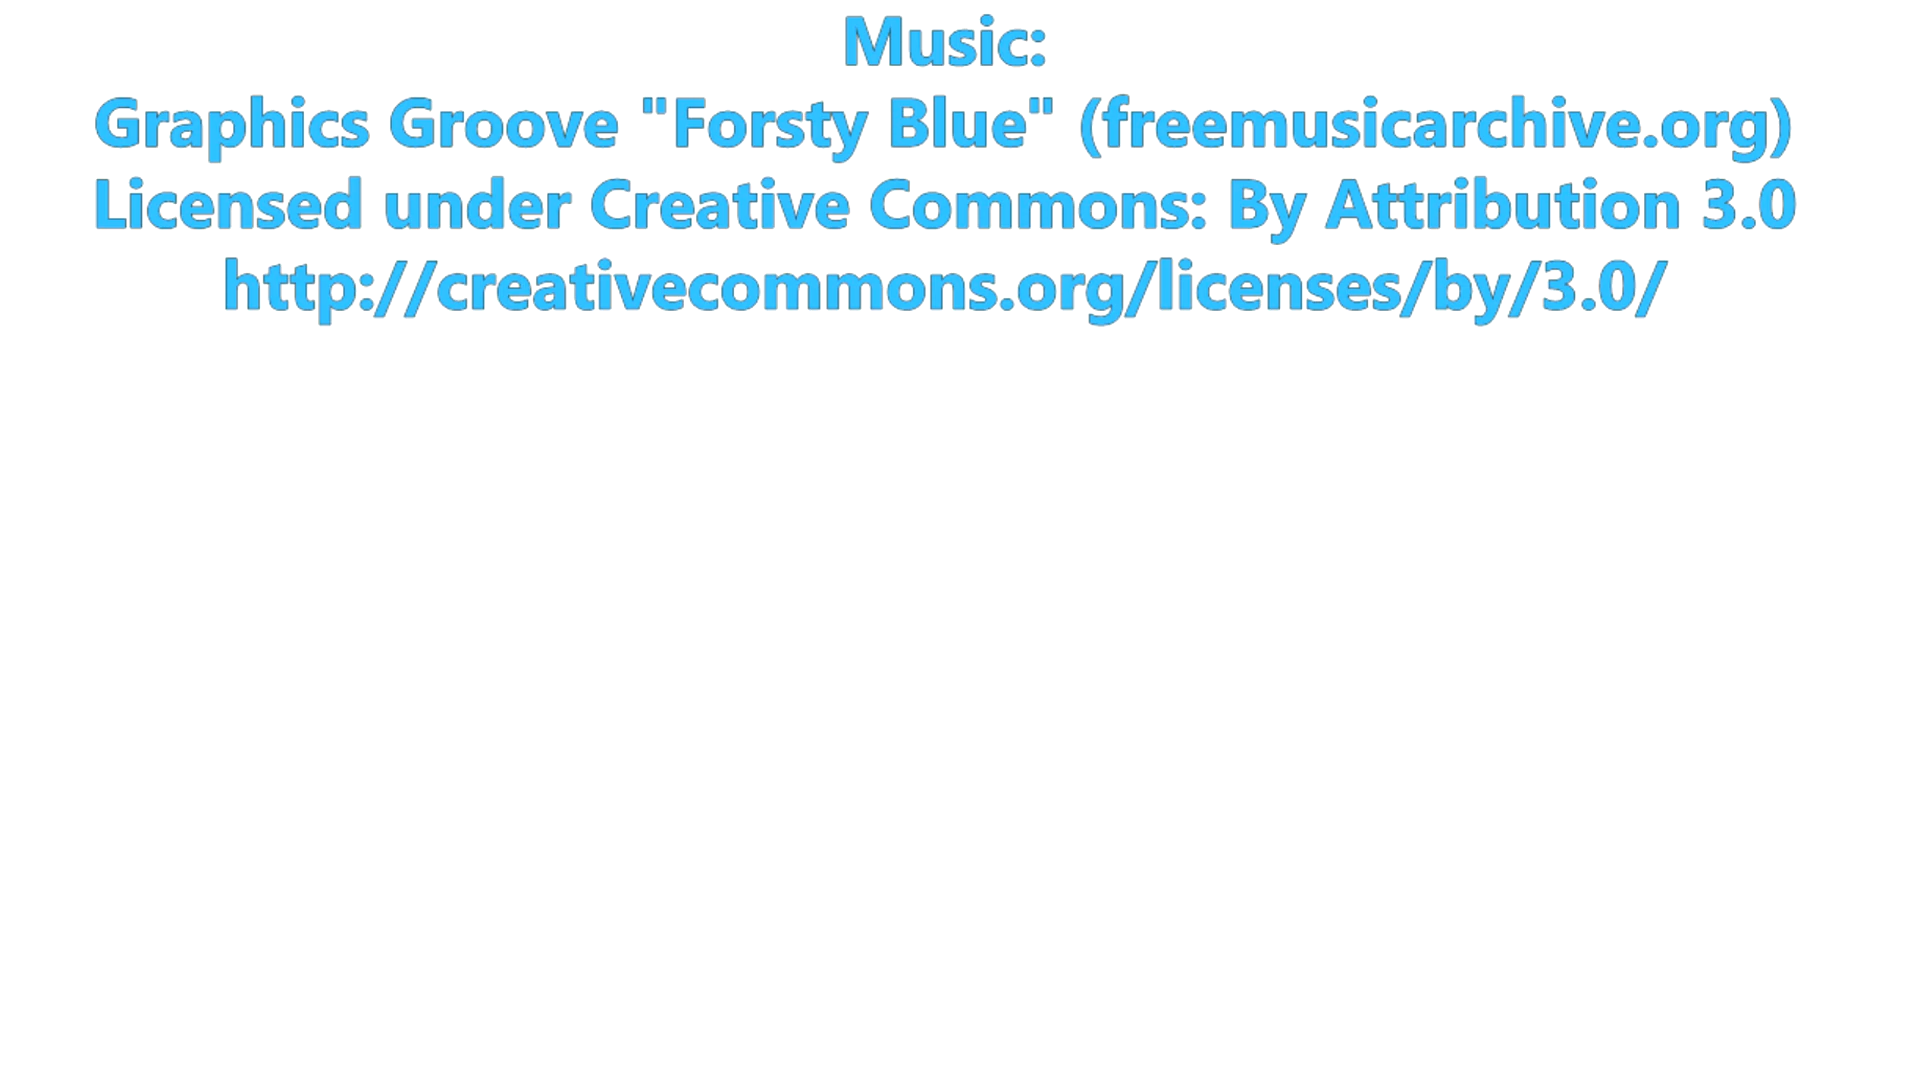 Music:
Graphics Groove "Forsty Blue" (freemusicarchive.org)
Licensed under Creative Commons: By Attribution 3.0
http://creativecommons.org/licenses/by/3.0/